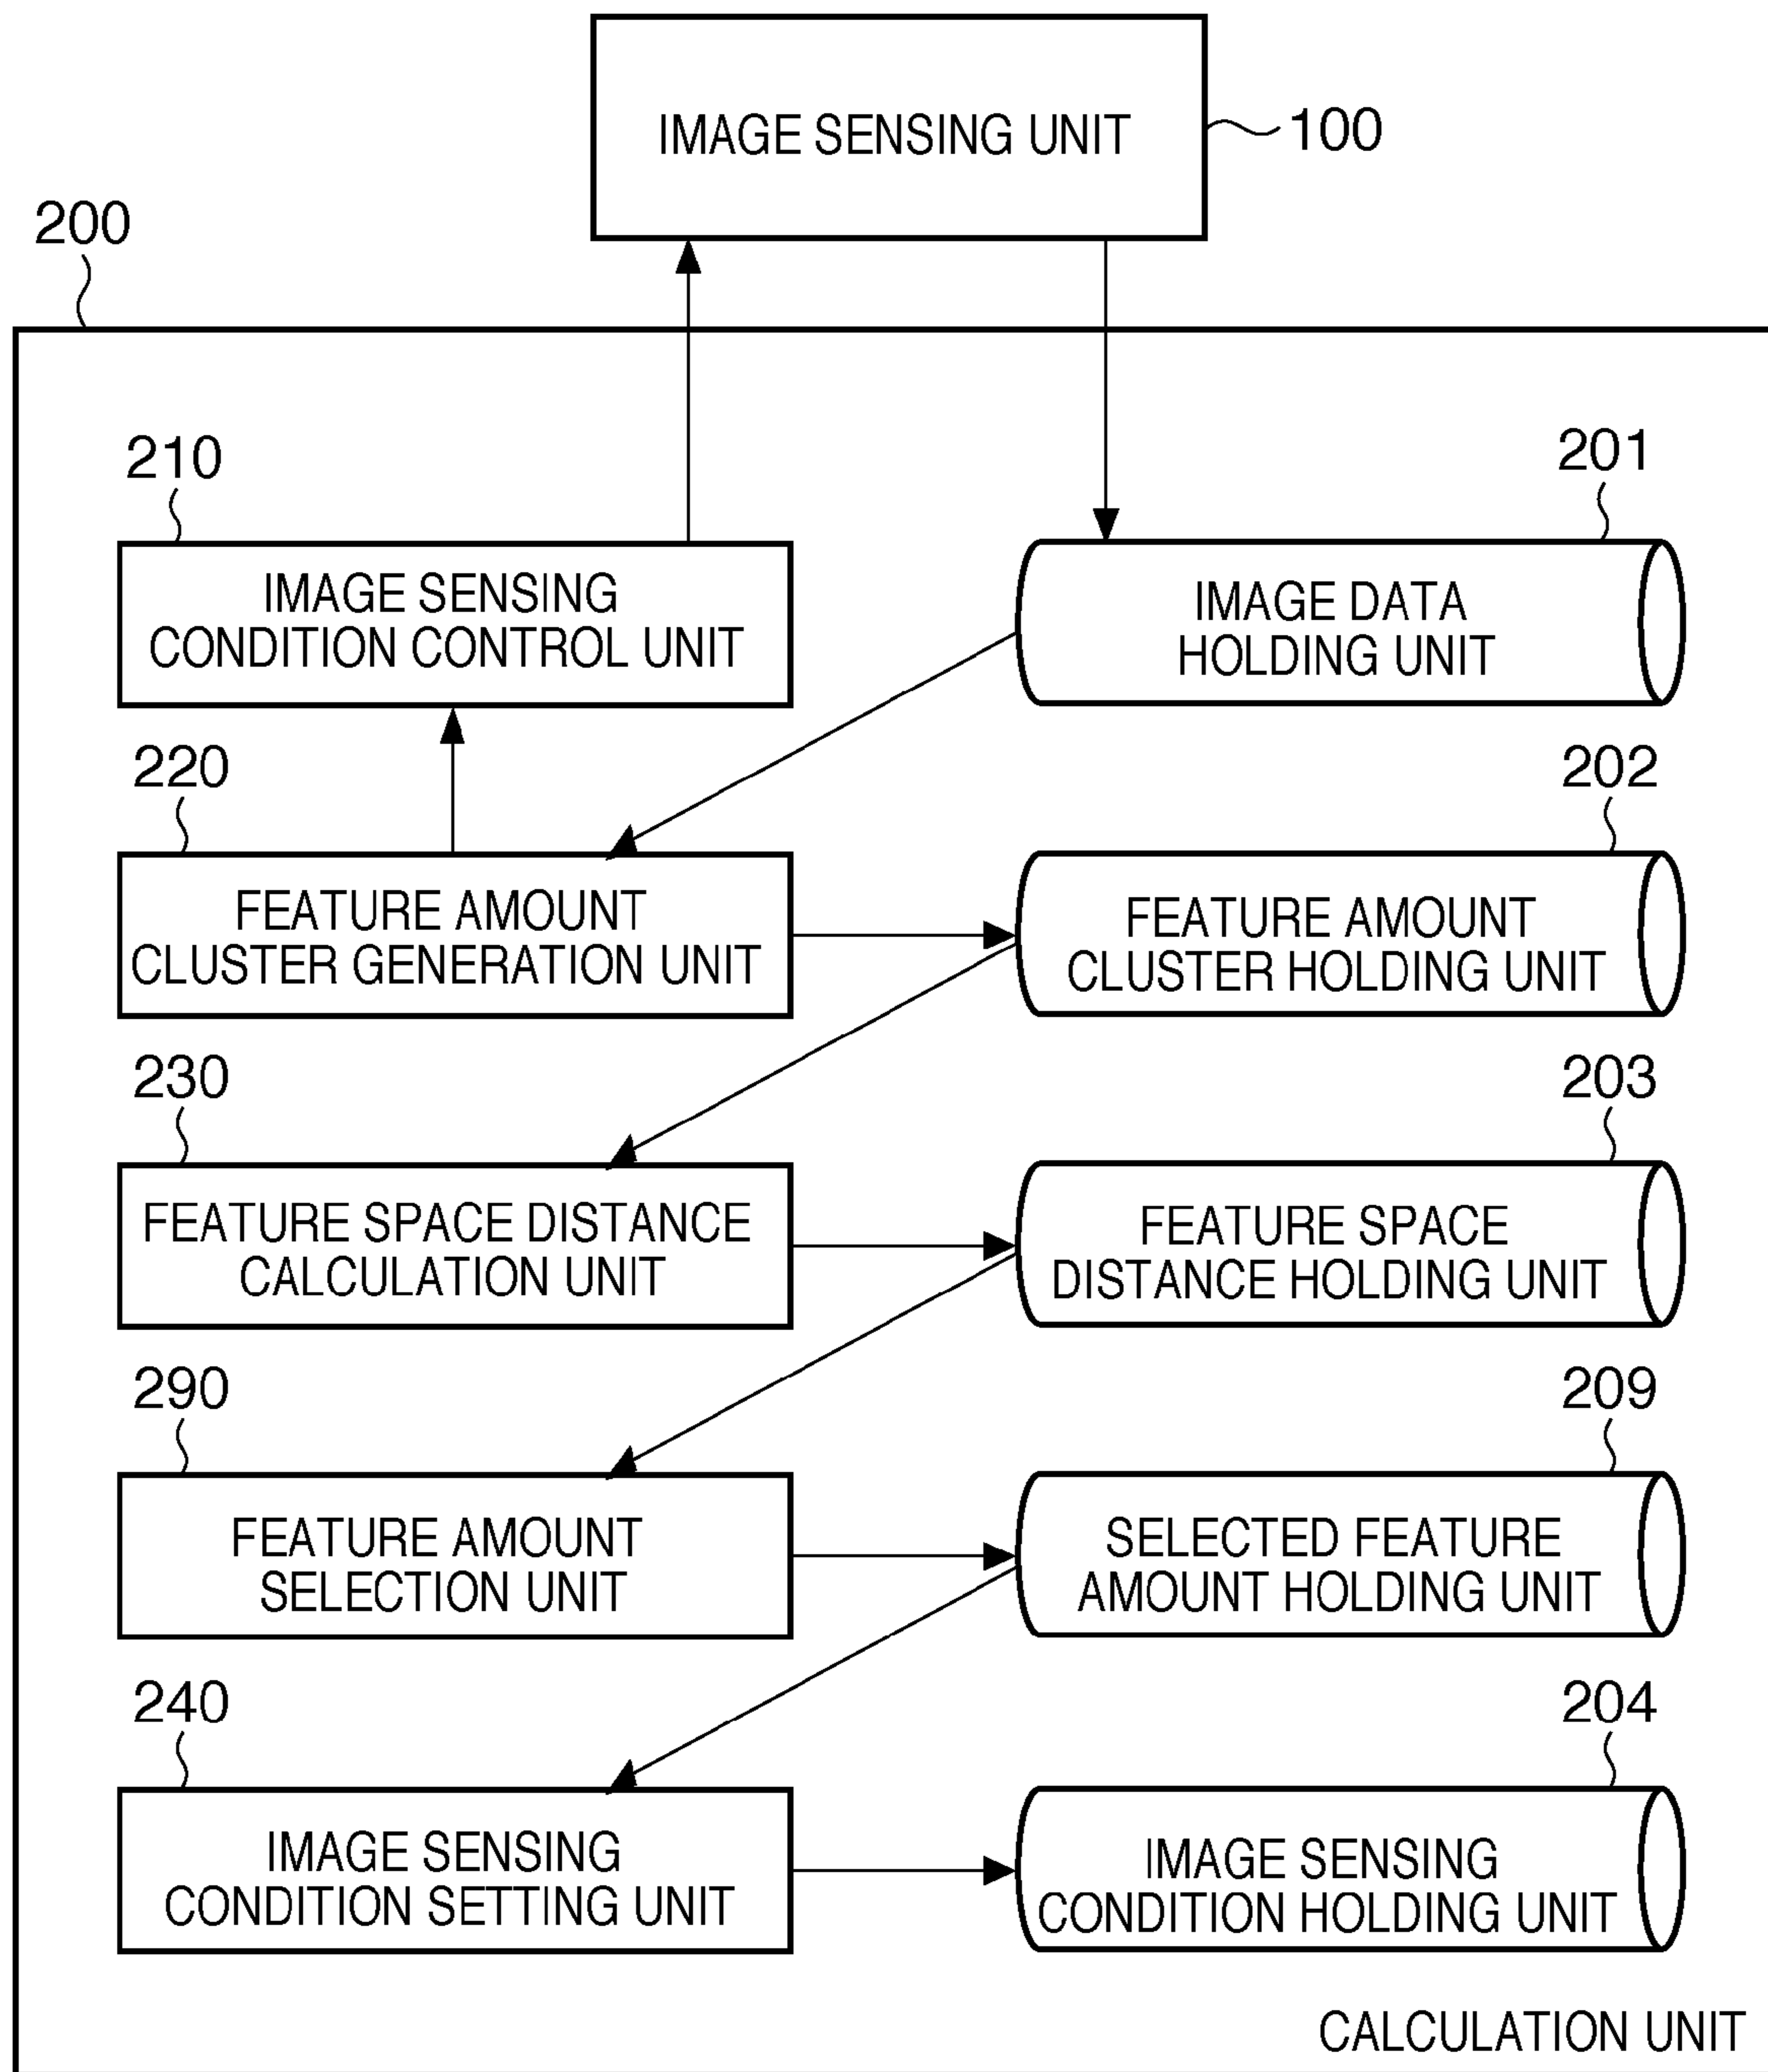 IMAGE SENSING UNIT
100
200
210
IMAGE SENSING
CONDITION CONTROL UNIT
201
IMAGE DATA
HOLDING UNIT
220
FEATURE AMOUNT
CLUSTER GENERATION UNIT
202
FEATURE AMOUNT
CLUSTER HOLDING UNIT
230
FEATURE SPACE DISTANCE
CALCULATION UNIT
203
FEATURE SPACE
DISTANCE HOLDING UNIT
290
FEATURE AMOUNT
SELECTION UNIT
209
SELECTED FEATURE
AMOUNT HOLDING UNIT
240
IMAGE SENSING
CONDITION SETTING UNIT
204
IMAGE SENSING
CONDITION HOLDING UNIT
CALCULATION UNIT